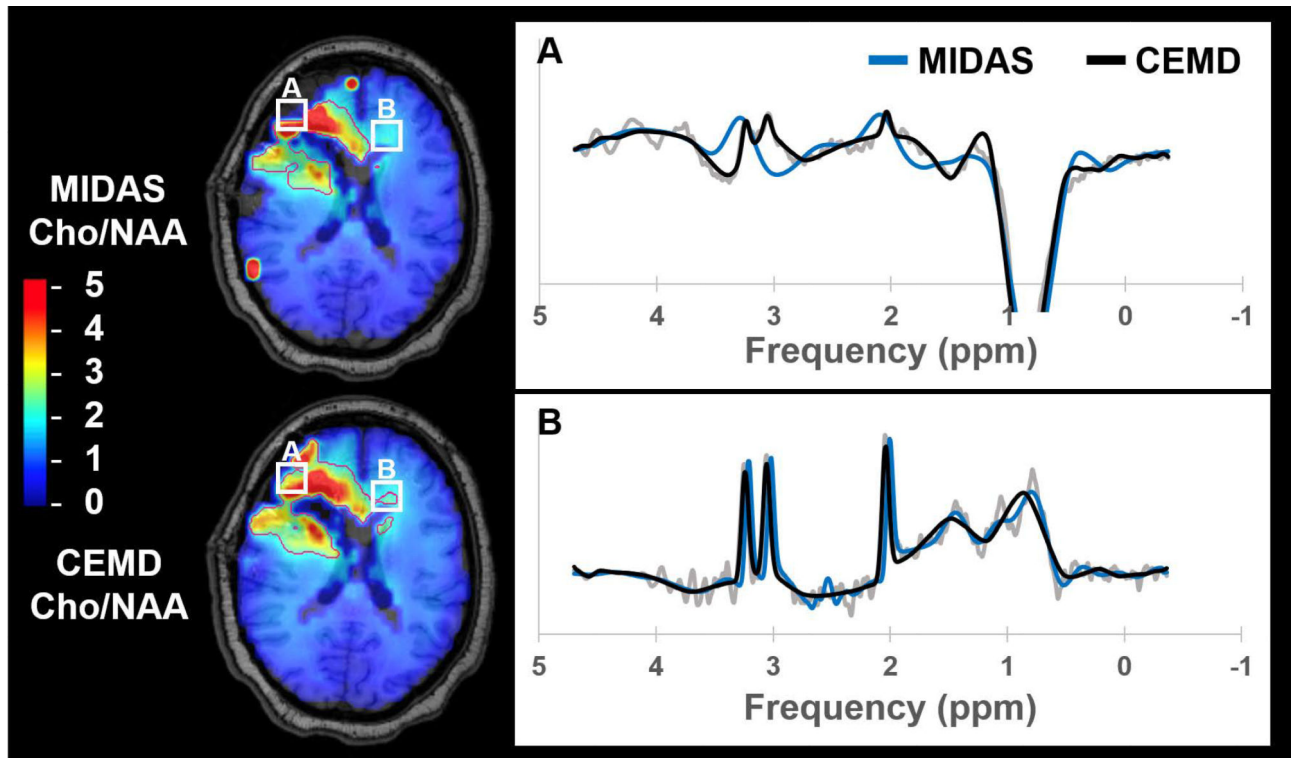 A
B
MIDAS
Cho/NAA
5
4
3
2
1
0
A
B
CEMD
Cho/NAA
A
MIDAS CEMD
5 4 3 2 1 0 -1
Frequency (ppm)
B
5 4 3 2 1 0 -1
Frequency (ppm)